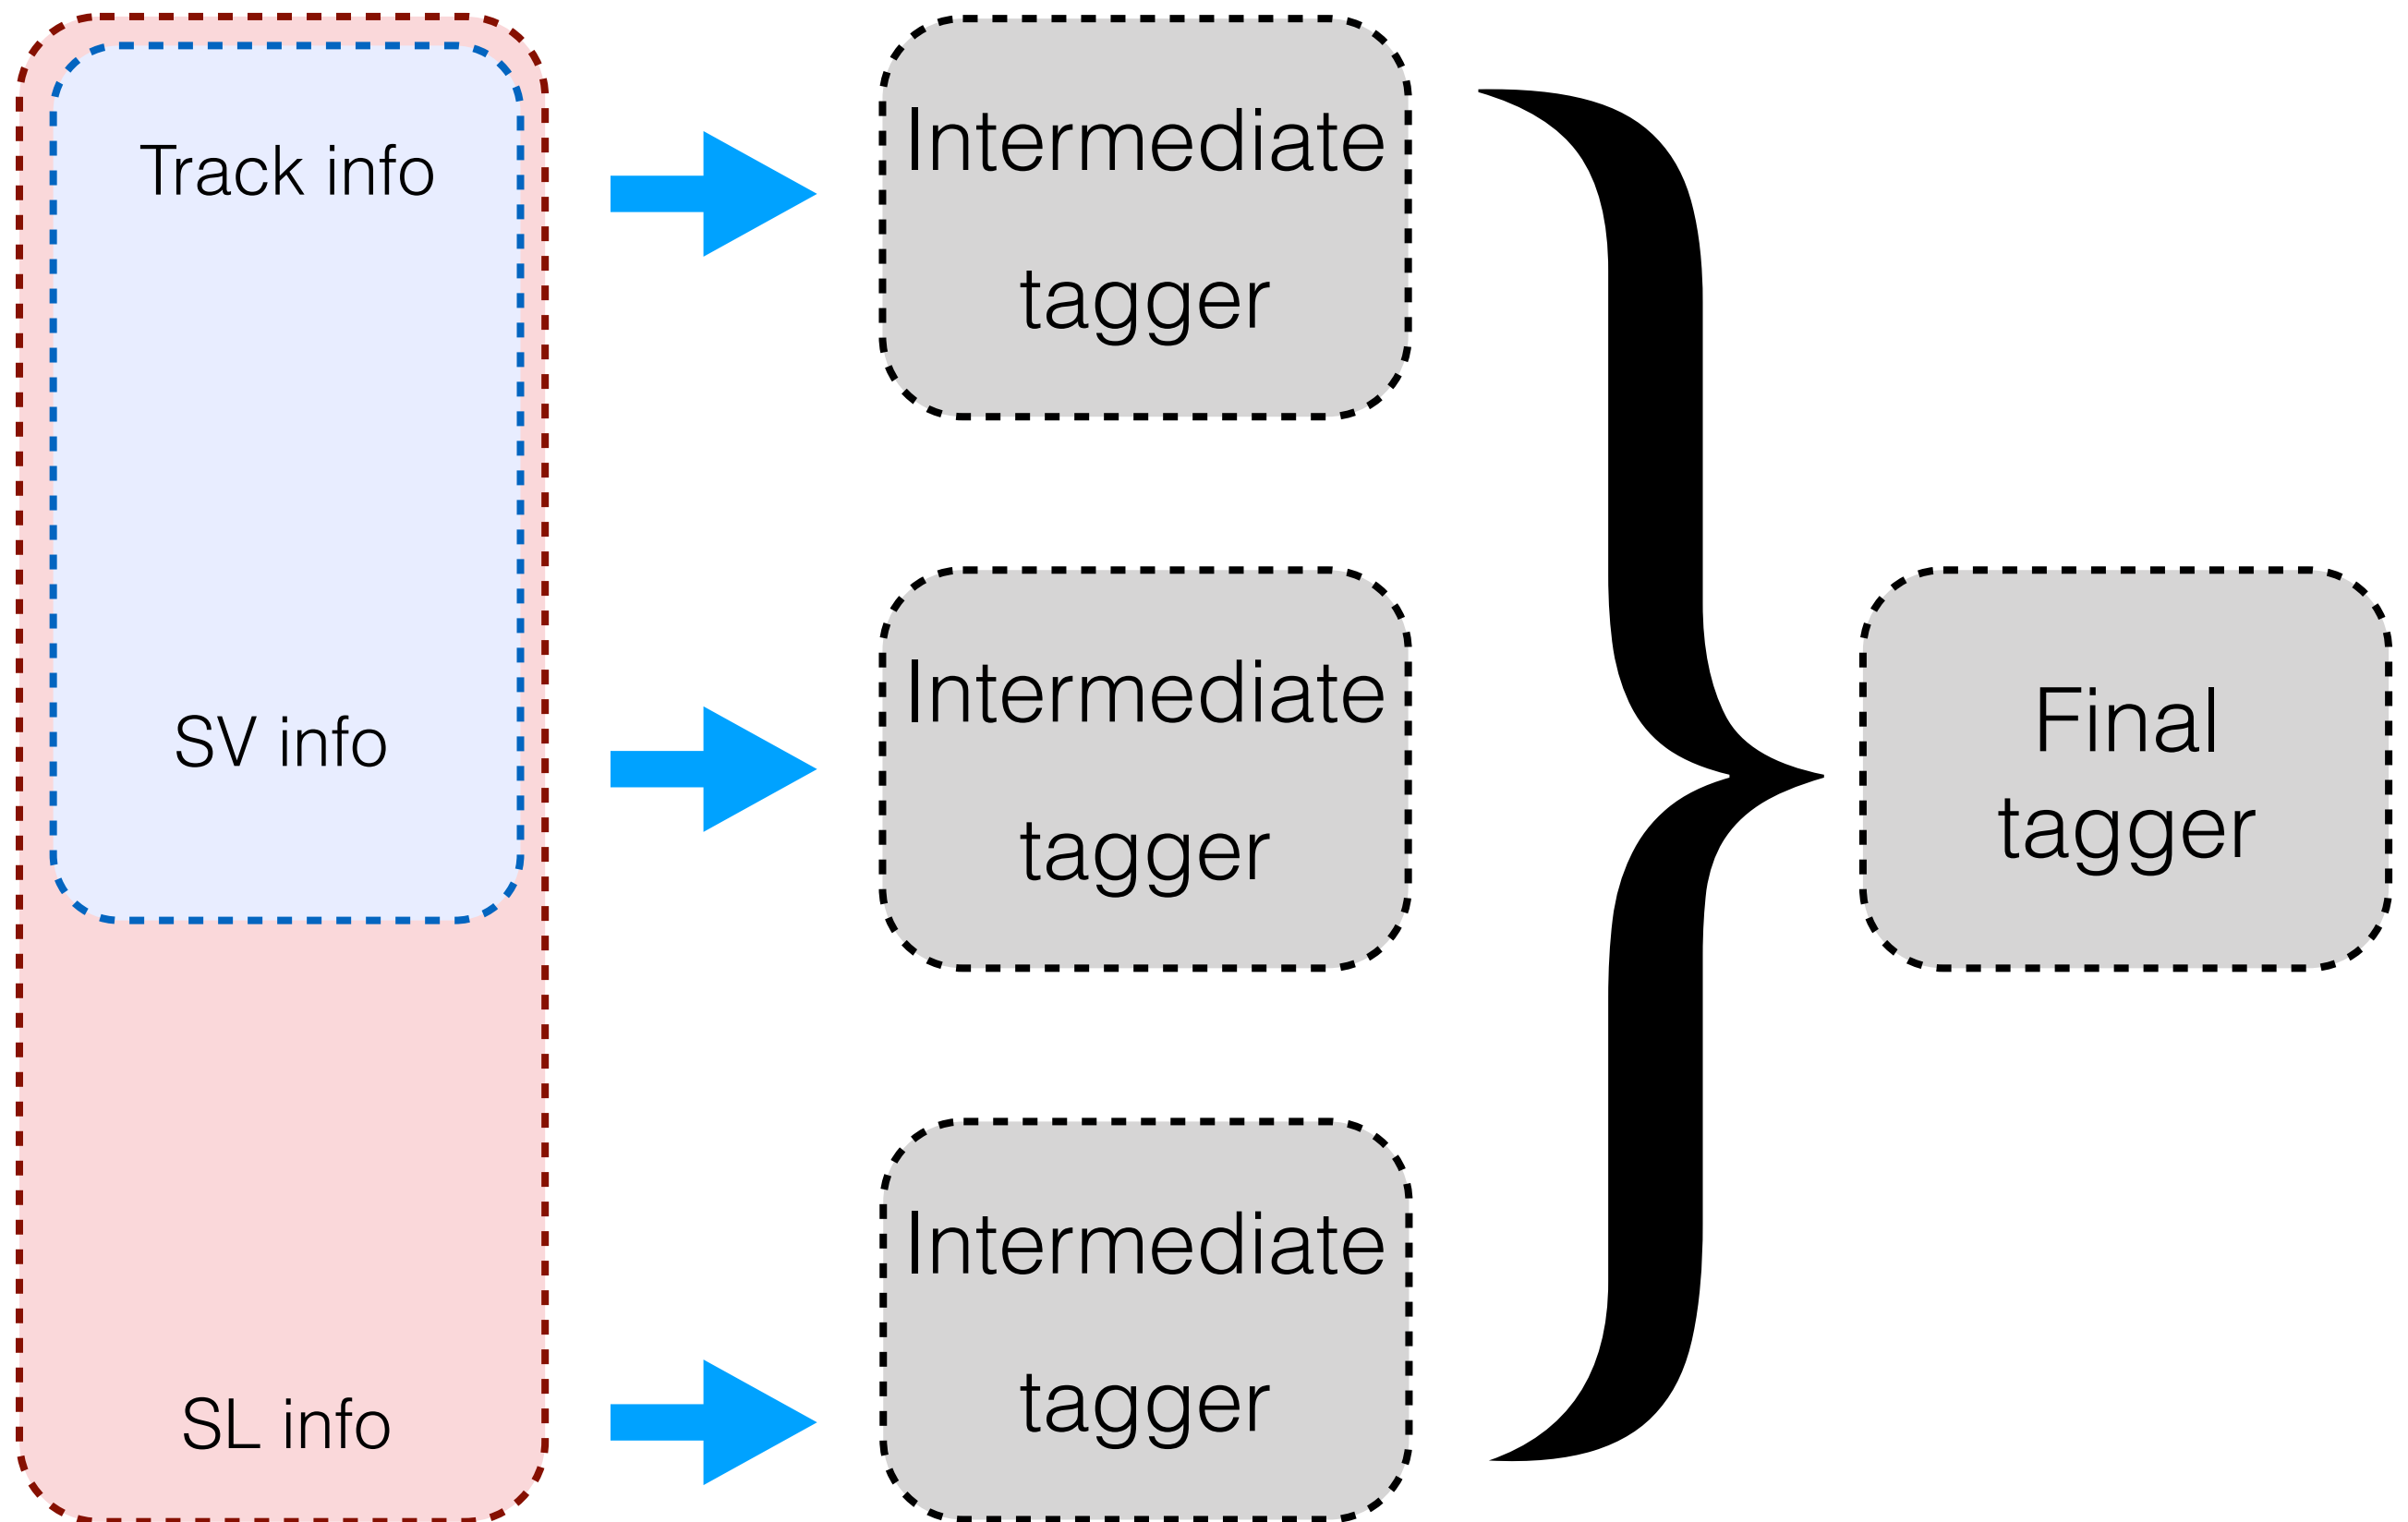 Track info
Intermediate
tagger
SV info
Intermediate
tagger
Final
tagger
SL info
Intermediate
tagger